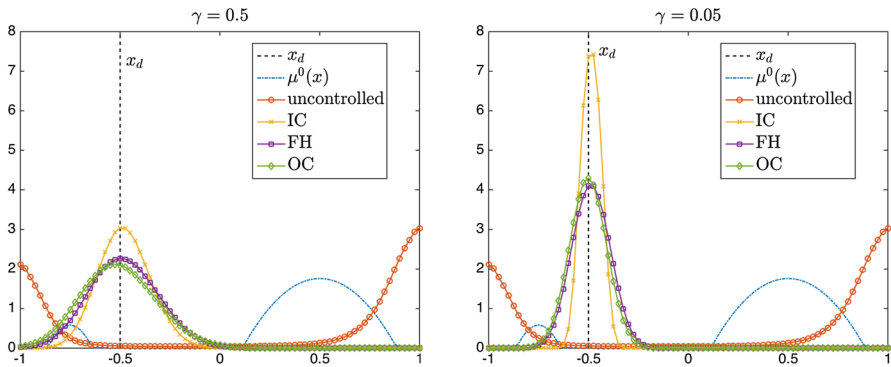 γ = 0.5
8
7
6
5
4
3
2
1
0
-1
-0.5
0
0.5
1
x_d
x_d
μ⁰(x)
uncontrolled
IC
FH
OC
γ = 0.05
8
7
6
5
4
3
2
1
0
-1
-0.5
0
0.5
1
x_d
x_d
μ⁰(x)
uncontrolled
IC
FH
OC